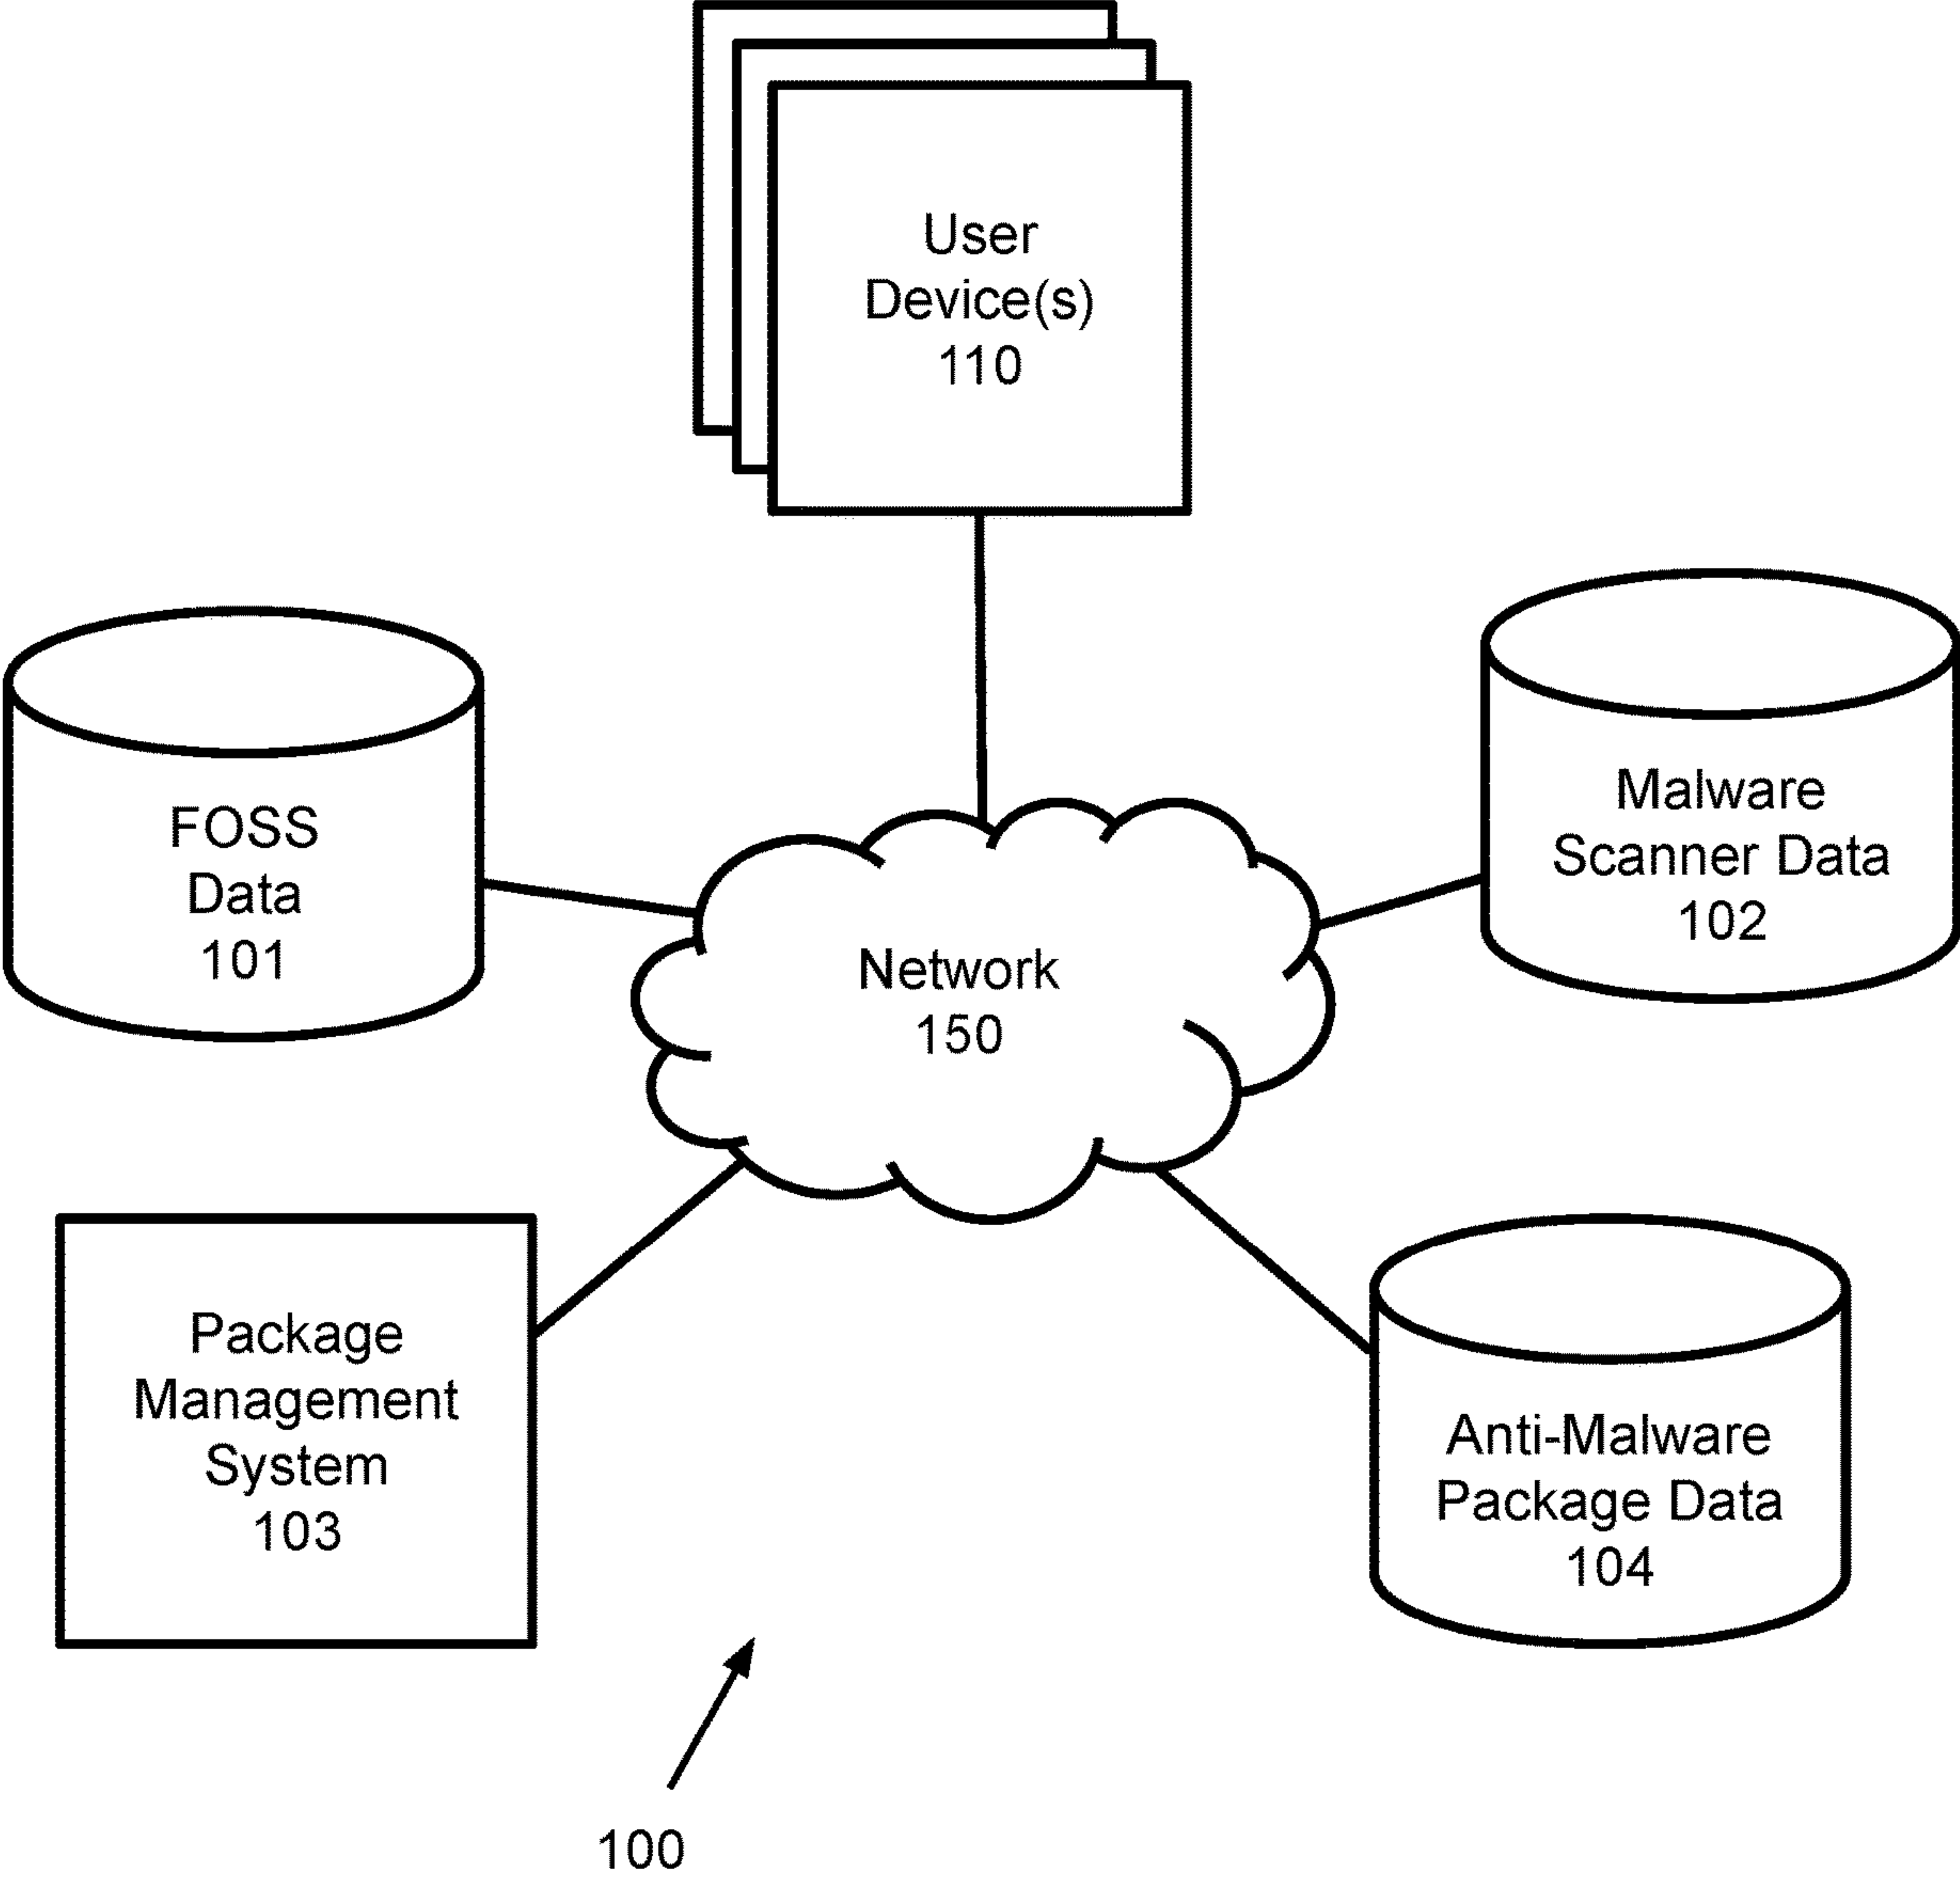 User
Device(s)
110
FOSS
Data
101
Malware
Scanner Data
102
Network
150
Package
Management
System
103
Anti-Malware
Package Data
104
100